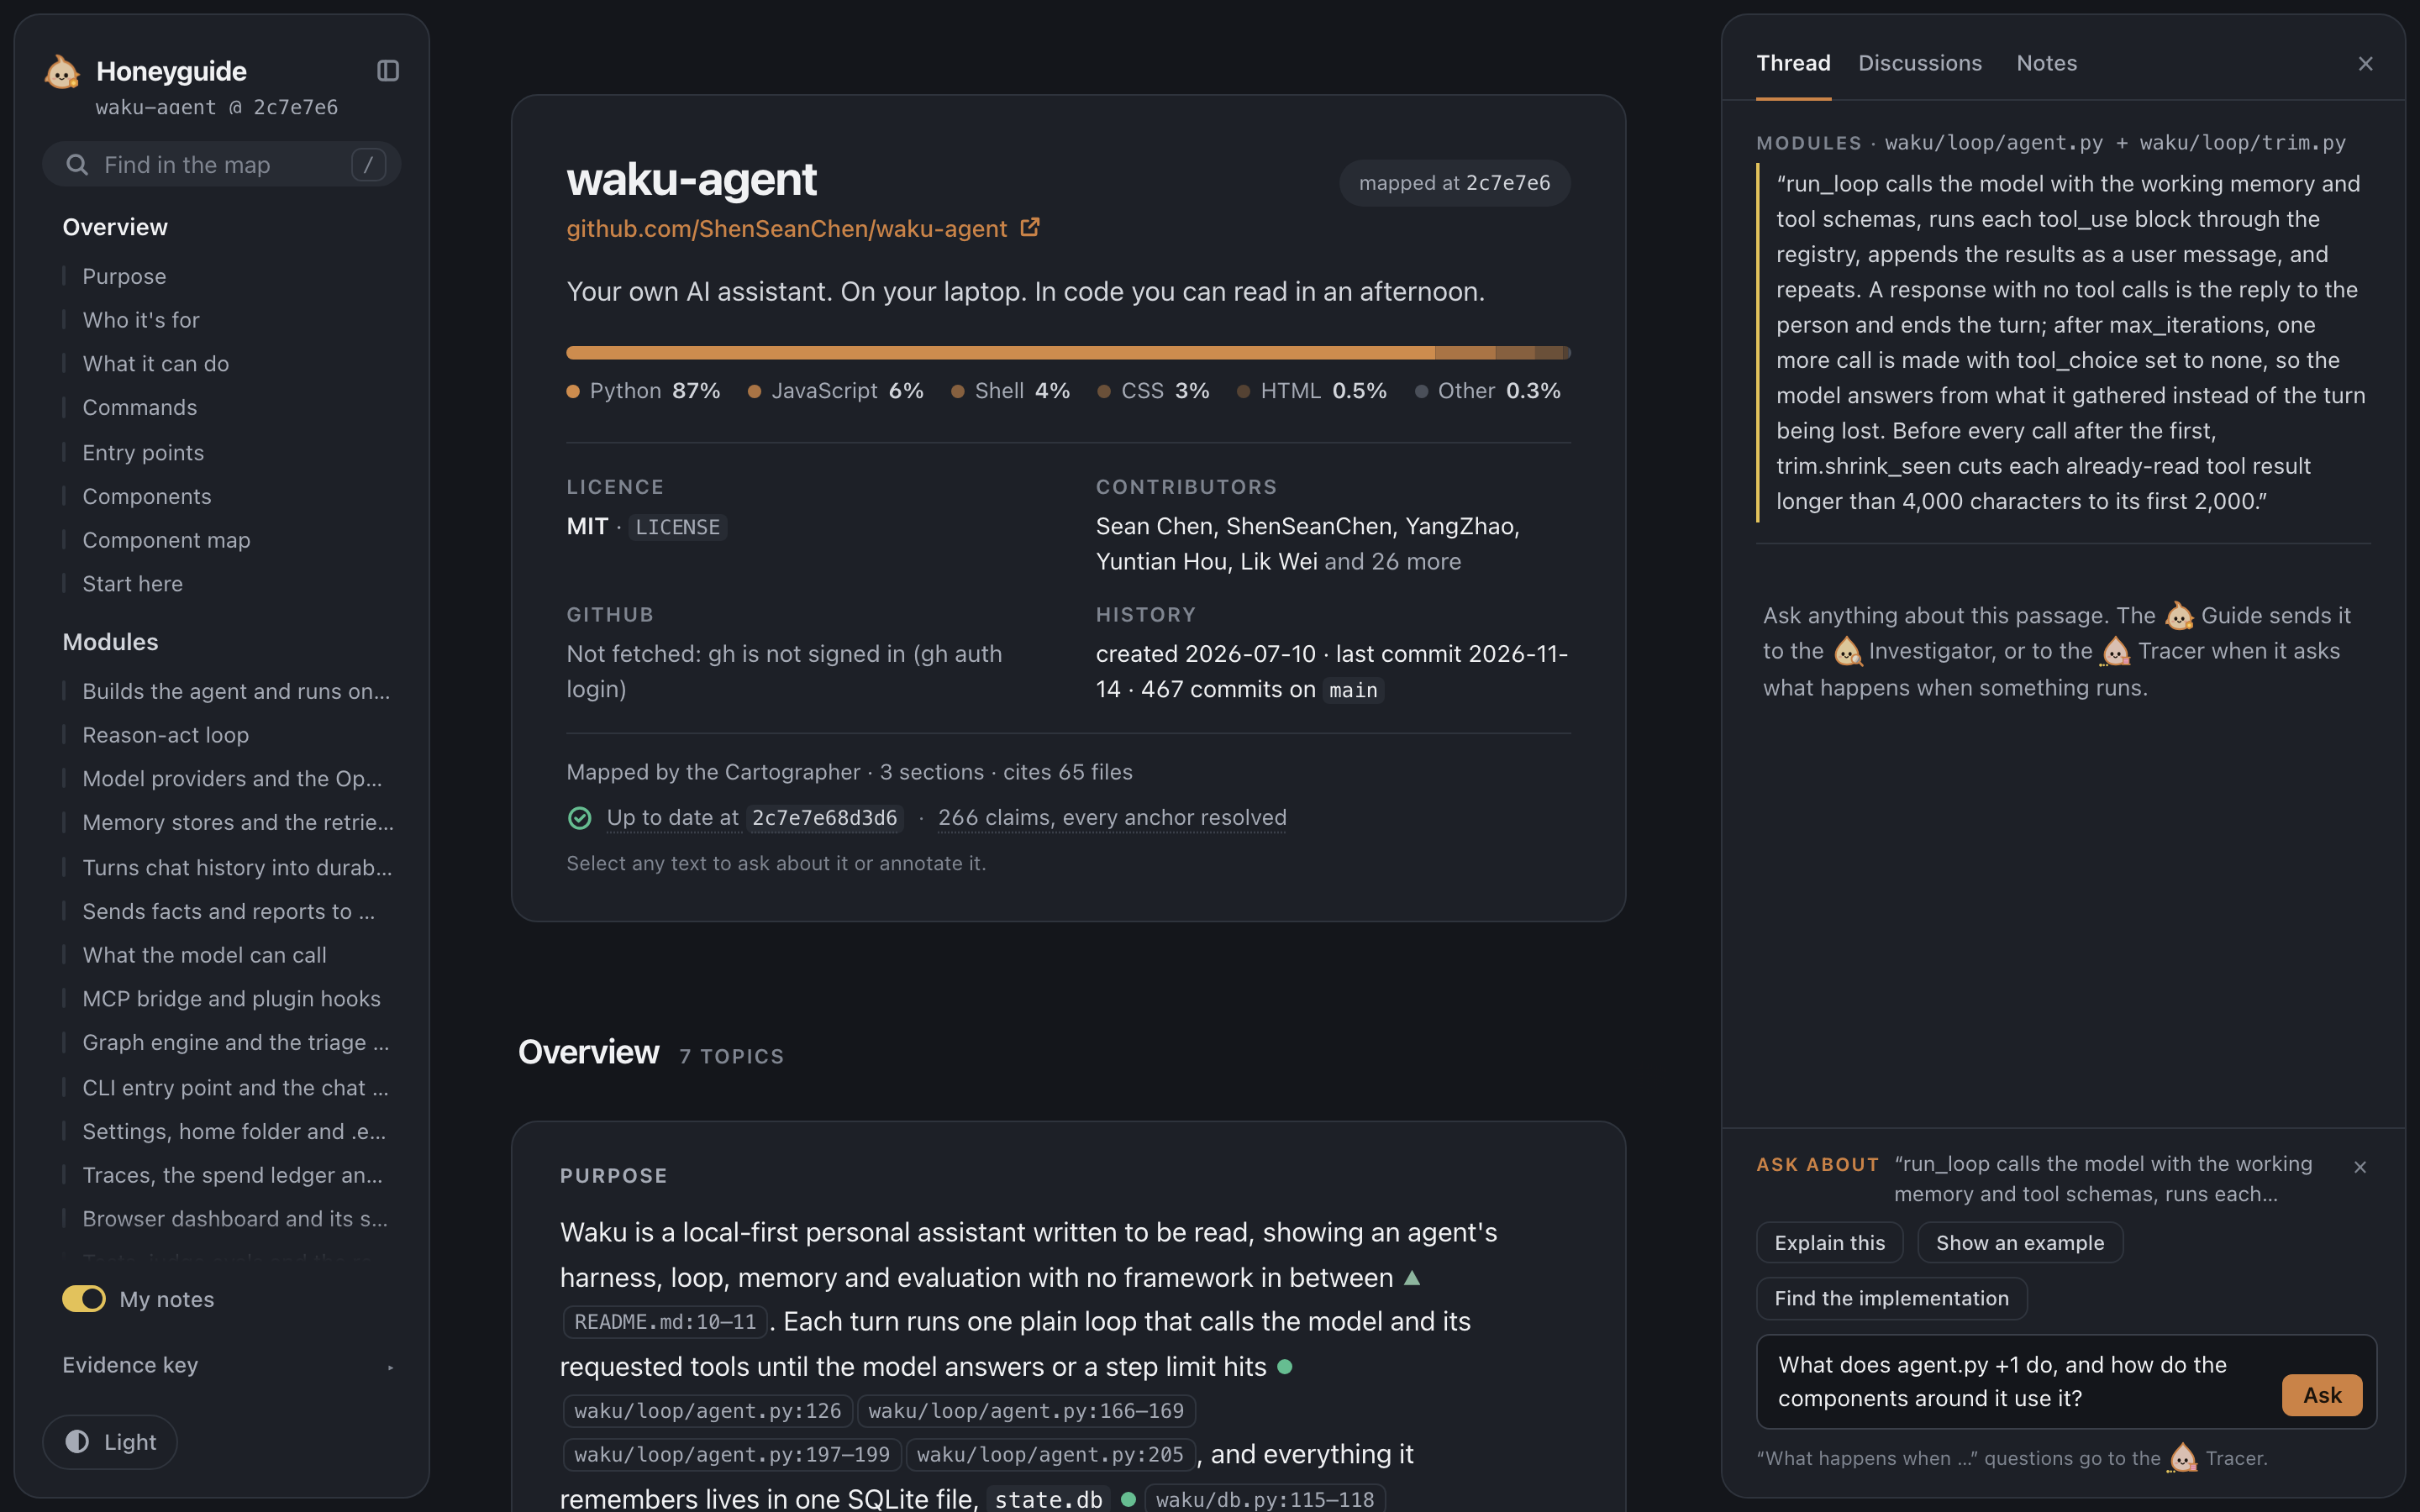 Honeyguide
waku-agent @ 2c7e7e6
Find in the map /
Overview
Purpose
Who it's for
What it can do
Commands
Entry points
Components
Component map
Start here
Modules
Builds the agent and runs on...
Reason-act loop
Model providers and the Op...
Memory stores and the retrie...
Turns chat history into durab...
Sends facts and reports to ...
What the model can call
MCP bridge and plugin hooks
Graph engine and the triage ...
CLI entry point and the chat ...
Settings, home folder and .e...
Traces, the spend ledger an...
Browser dashboard and its s...
My notes
Evidence key
Light
waku-agent
mapped at 2c7e7e6
github.com/ShenSeanChen/waku-agent
Your own AI assistant. On your laptop. In code you can read in an afternoon.
Python 87% JavaScript 6% Shell 4% CSS 3% HTML 0.5% Other 0.3%
LICENCE
MIT · LICENSE
CONTRIBUTORS
Sean Chen, ShenSeanChen, YangZhao,
Yuntian Hou, Lik Wei and 26 more
GITHUB
Not fetched: gh is not signed in (gh auth
login)
HISTORY
created 2026-07-10 · last commit 2026-11-
14 · 467 commits on main
Mapped by the Cartographer · 3 sections · cites 65 files
Up to date at 2c7e7e68d3d6 · 266 claims, every anchor resolved
Select any text to ask about it or annotate it.
Overview 7 TOPICS
PURPOSE
Waku is a local-first personal assistant written to be read, showing an agent's
harness, loop, memory and evaluation with no framework in between
README.md:10–11. Each turn runs one plain loop that calls the model and its
requested tools until the model answers or a step limit hits
waku/loop/agent.py:126 waku/loop/agent.py:166–169
waku/loop/agent.py:197–199 waku/loop/agent.py:205, and everything it
remembers lives in one SQLite file, state.db waku/db.py:115–118
Thread Discussions Notes
MODULES · waku/loop/agent.py + waku/loop/trim.py
“run_loop calls the model with the working memory and
tool schemas, runs each tool_use block through the
registry, appends the results as a user message, and
repeats. A response with no tool calls is the reply to the
person and ends the turn; after max_iterations, one
more call is made with tool_choice set to none, so the
model answers from what it gathered instead of the turn
being lost. Before every call after the first,
trim.shrink_seen cuts each already-read tool result
longer than 4,000 characters to its first 2,000.”
Ask anything about this passage. The Guide sends it
to the Investigator, or to the Tracer when it asks
what happens when something runs.
ASK ABOUT “run_loop calls the model with the working
memory and tool schemas, runs each...
Explain this Show an example
Find the implementation
What does agent.py +1 do, and how do the
components around it use it?
Ask
“What happens when ...” questions go to the Tracer.